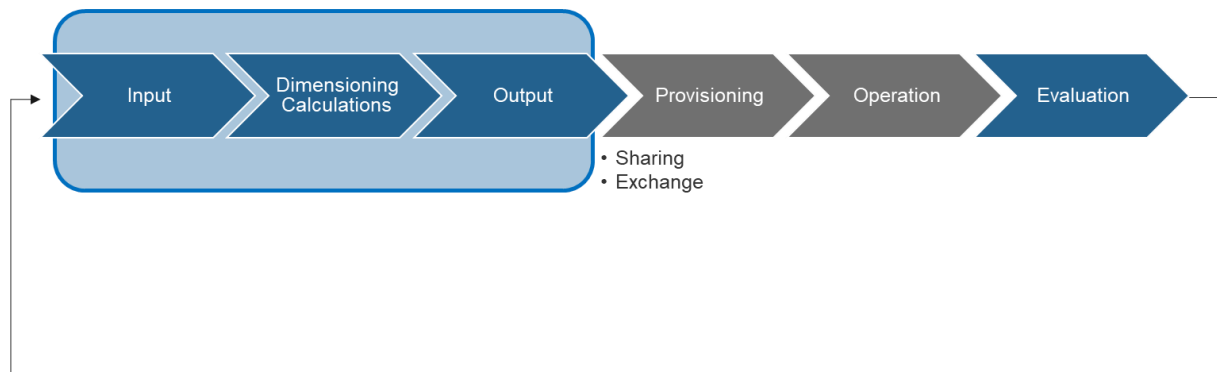 Input
Dimensioning
Calculations
Output
Provisioning
Operation
Evaluation
• Sharing
• Exchange